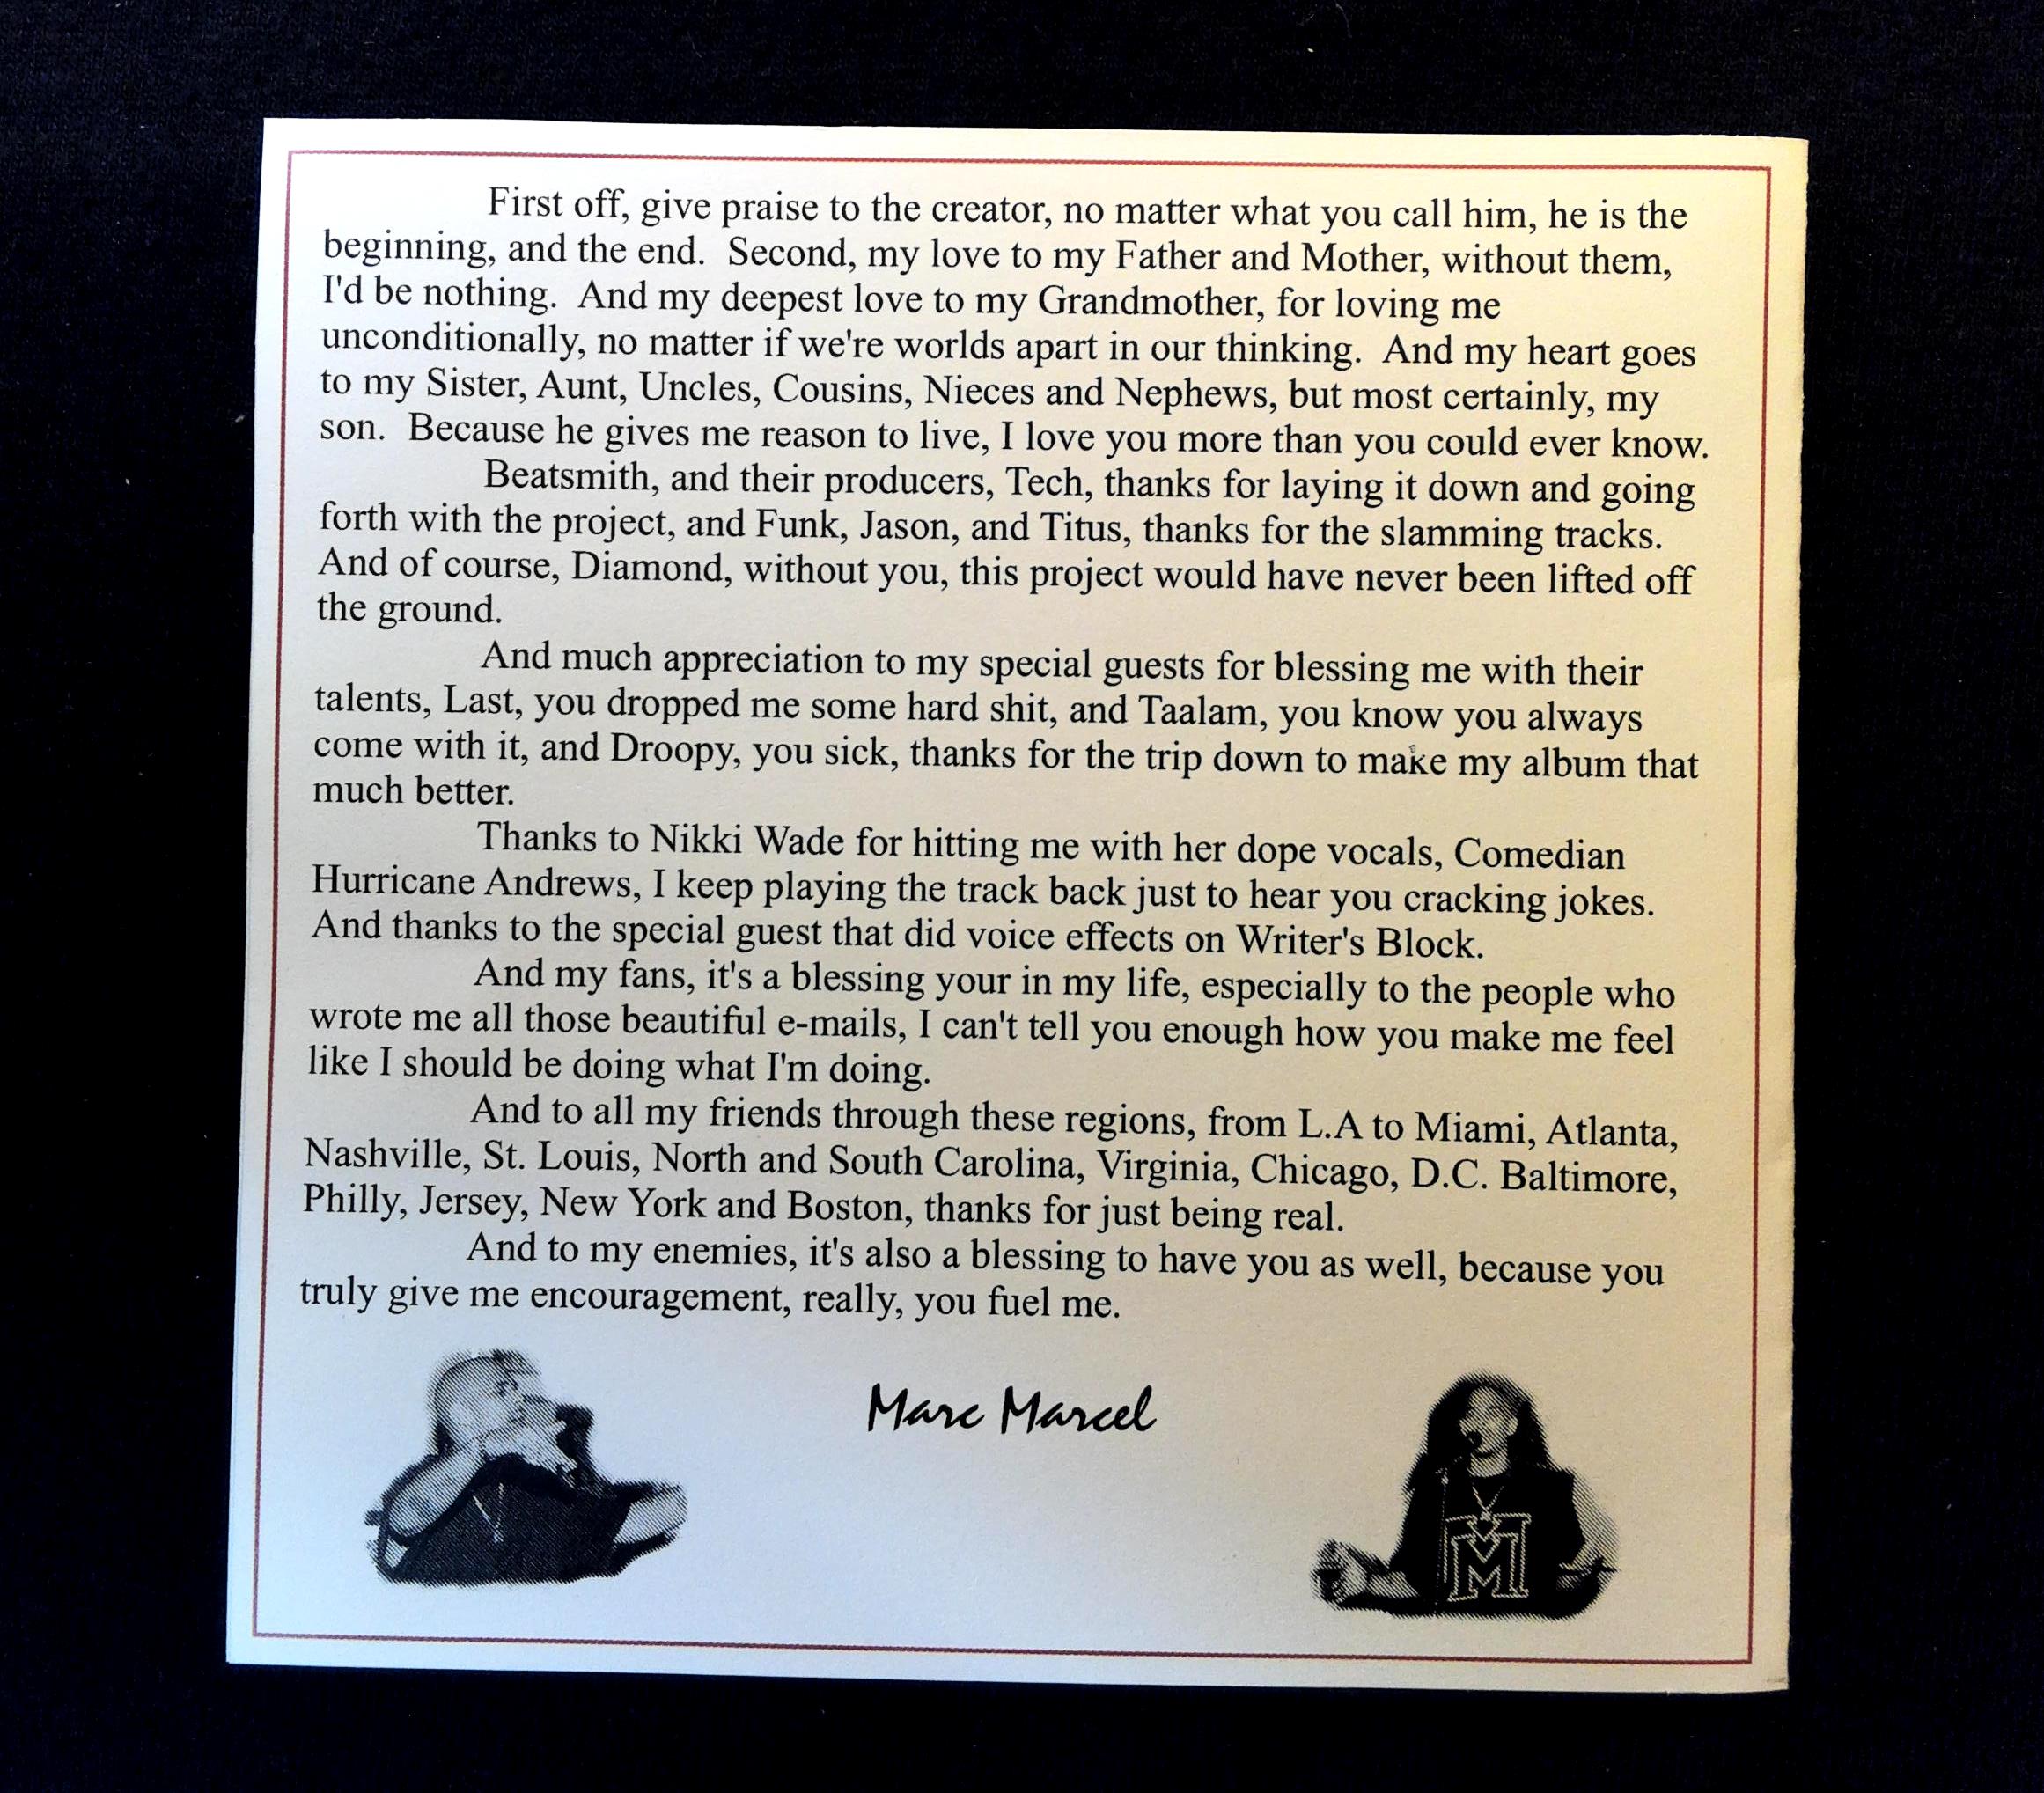 First off, give praise to the creator, no matter what you call him, he is the
beginning, and the end.  Second, my love to my Father and Mother, without them,
I'd be nothing.  And my deepest love to my Grandmother, for loving me
unconditionally, no matter if we're worlds apart in our thinking.  And my heart goes
to my Sister, Aunt, Uncles, Cousins, Nieces and Nephews, but most certainly, my
son.  Because he gives me reason to live, I love you more than you could ever know.
Beatsmith, and their producers, Tech, thanks for laying it down and going
forth with the project, and Funk, Jason, and Titus, thanks for the slamming tracks.
And of course, Diamond, without you, this project would have never been lifted off
the ground.
And much appreciation to my special guests for blessing me with their
talents, Last, you dropped me some hard shit, and Taalam, you know you always
come with it, and Droopy, you sick, thanks for the trip down to make my album that
much better.
Thanks to Nikki Wade for hitting me with her dope vocals, Comedian
Hurricane Andrews, I keep playing the track back just to hear you cracking jokes.
And thanks to the special guest that did voice effects on Writer's Block.
And my fans, it's a blessing your in my life, especially to the people who
wrote me all those beautiful e-mails, I can't tell you enough how you make me feel
like I should be doing what I'm doing.
And to all my friends through these regions, from L.A to Miami, Atlanta,
Nashville, St. Louis, North and South Carolina, Virginia, Chicago, D.C. Baltimore,
Philly, Jersey, New York and Boston, thanks for just being real.
And to my enemies, it's also a blessing to have you as well, because you
truly give me encouragement, really, you fuel me.
Marc Marcel
MM